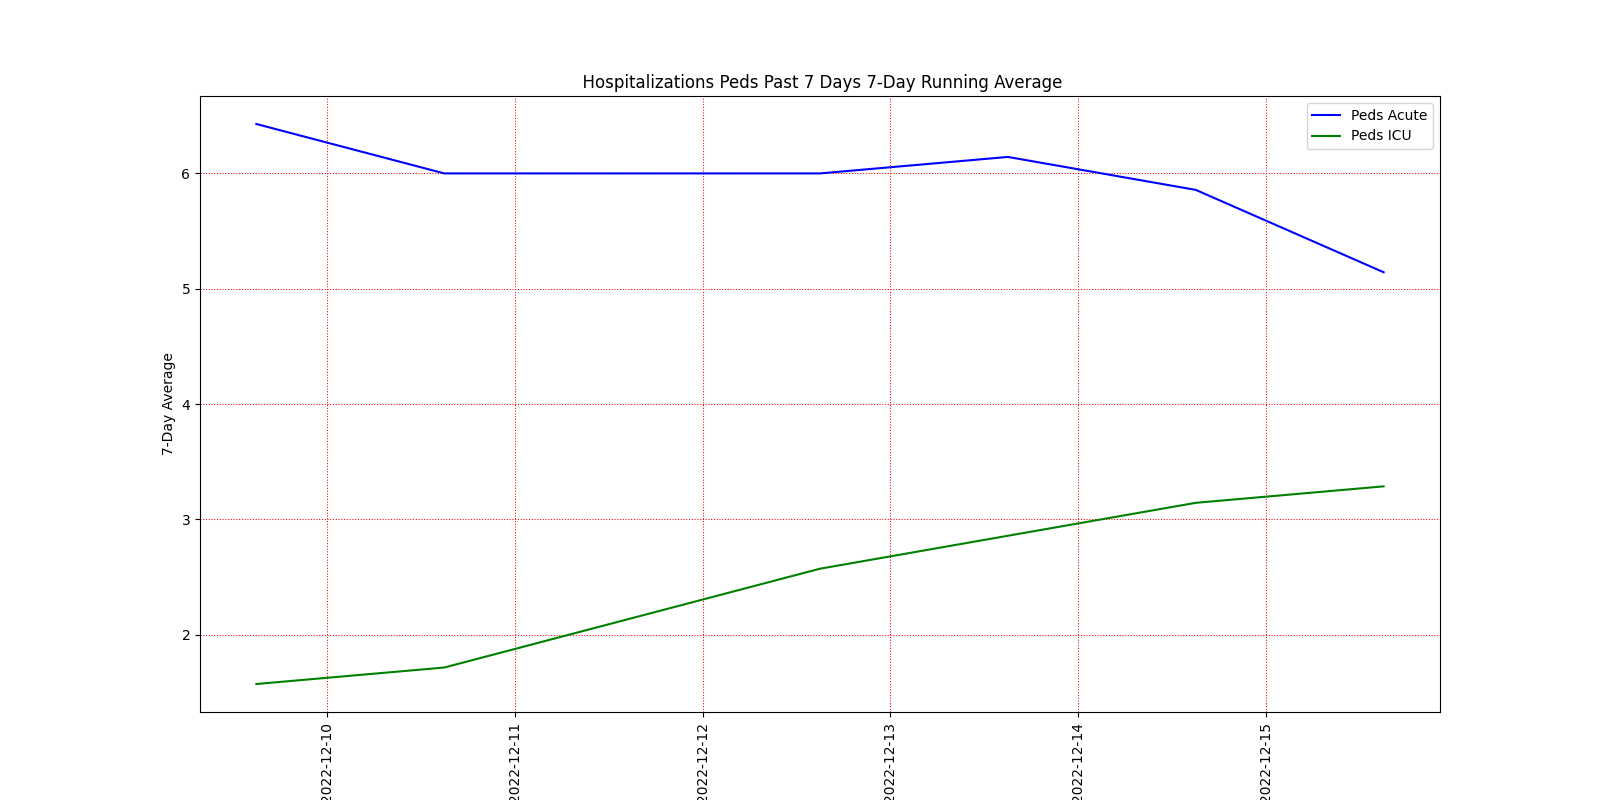 Hospitalizations Peds Past 7 Days 7-Day Running Average
Peds Acute
Peds ICU
7-Day Average
6
5
4
3
2
2022-12-10
2022-12-11
2022-12-12
2022-12-13
2022-12-14
2022-12-15